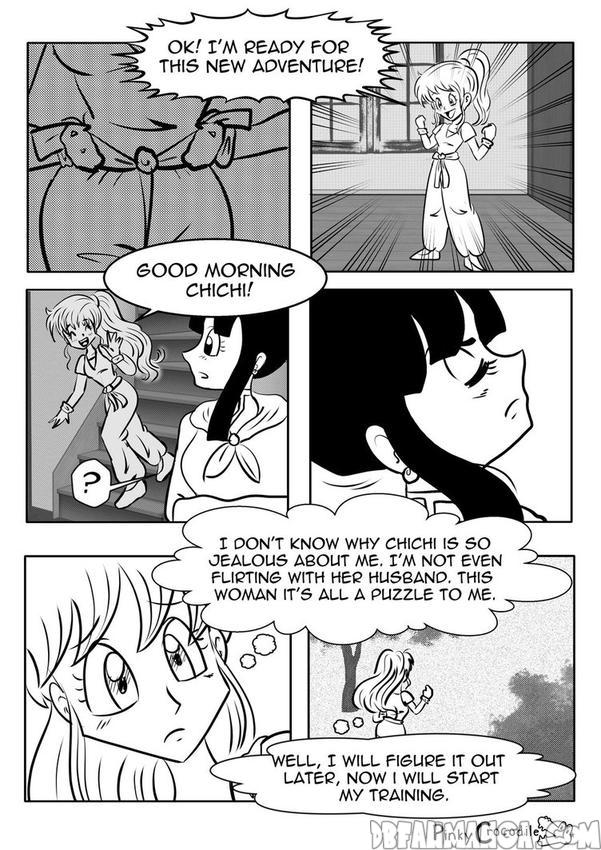 OK! I'M READY FOR
THIS NEW ADVENTURE!
GOOD MORNING
CHICHI!
?
I DON'T KNOW WHY CHICHI IS SO
JEALOUS ABOUT ME. I'M NOT EVEN
FLIRTING WITH HER HUSBAND. THIS
WOMAN IT'S ALL A PUZZLE TO ME.
WELL, I WILL FIGURE IT OUT
LATER, NOW I WILL START
MY TRAINING.
Pinky Crocodile
DBFANMANGA.COM